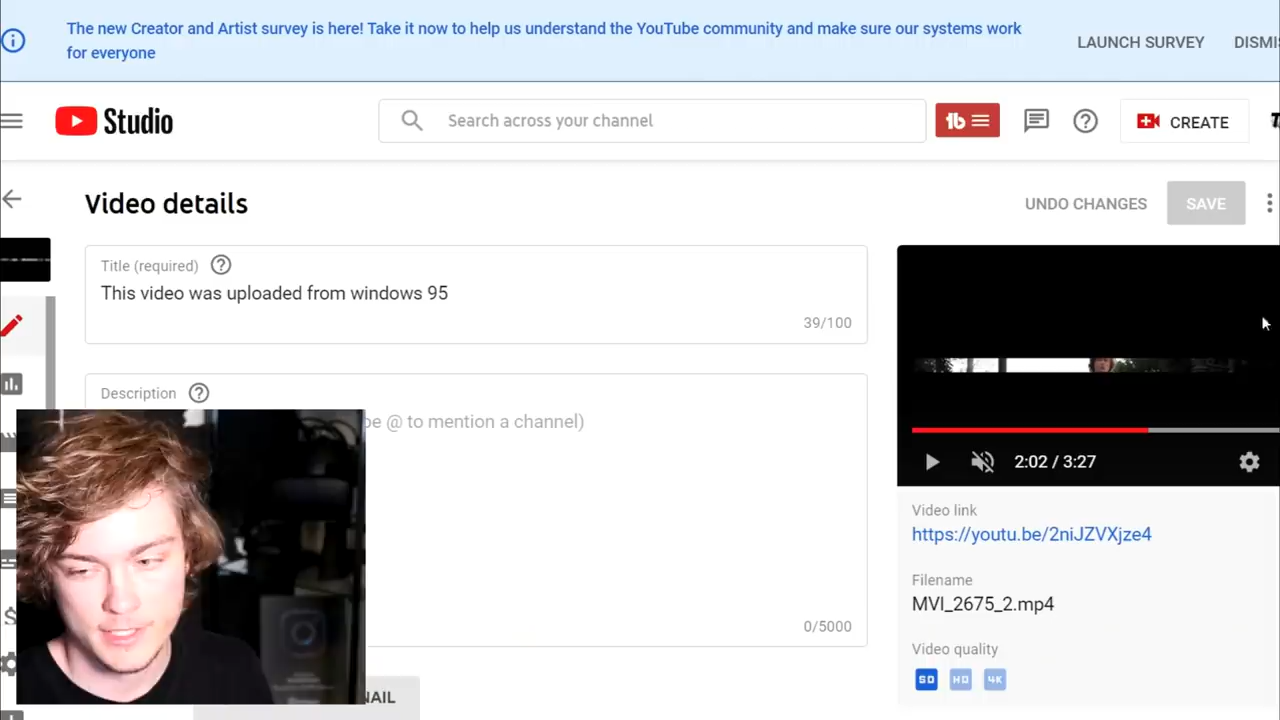 The new Creator and Artist survey is here! Take it now to help us understand the YouTube community and make sure our systems work
for everyone
LAUNCH SURVEY
Studio
Search across your channel
CREATE
Video details
UNDO CHANGES
SAVE
Title (required)
This video was uploaded from windows 95
39/100
Description
@ to mention a channel)
0/5000
2:02 / 3:27
Video link
https://youtu.be/2niJZVXjze4
Filename
MVI_2675_2.mp4
Video quality
SD HD 4K